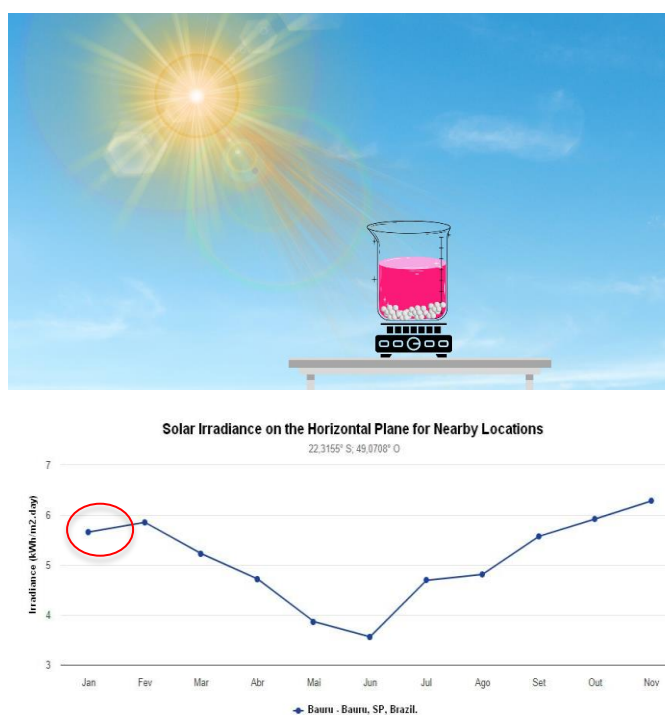 Solar Irradiance on the Horizontal Plane for Nearby Locations
22,3155° S; 49,0708° O
Irradiance (kWh/m2.day)
7
6
5
4
3
Jan Fev Mar Abr Mai Jun Jul Ago Set Out Nov
Bauru - Bauru, SP, Brazil.